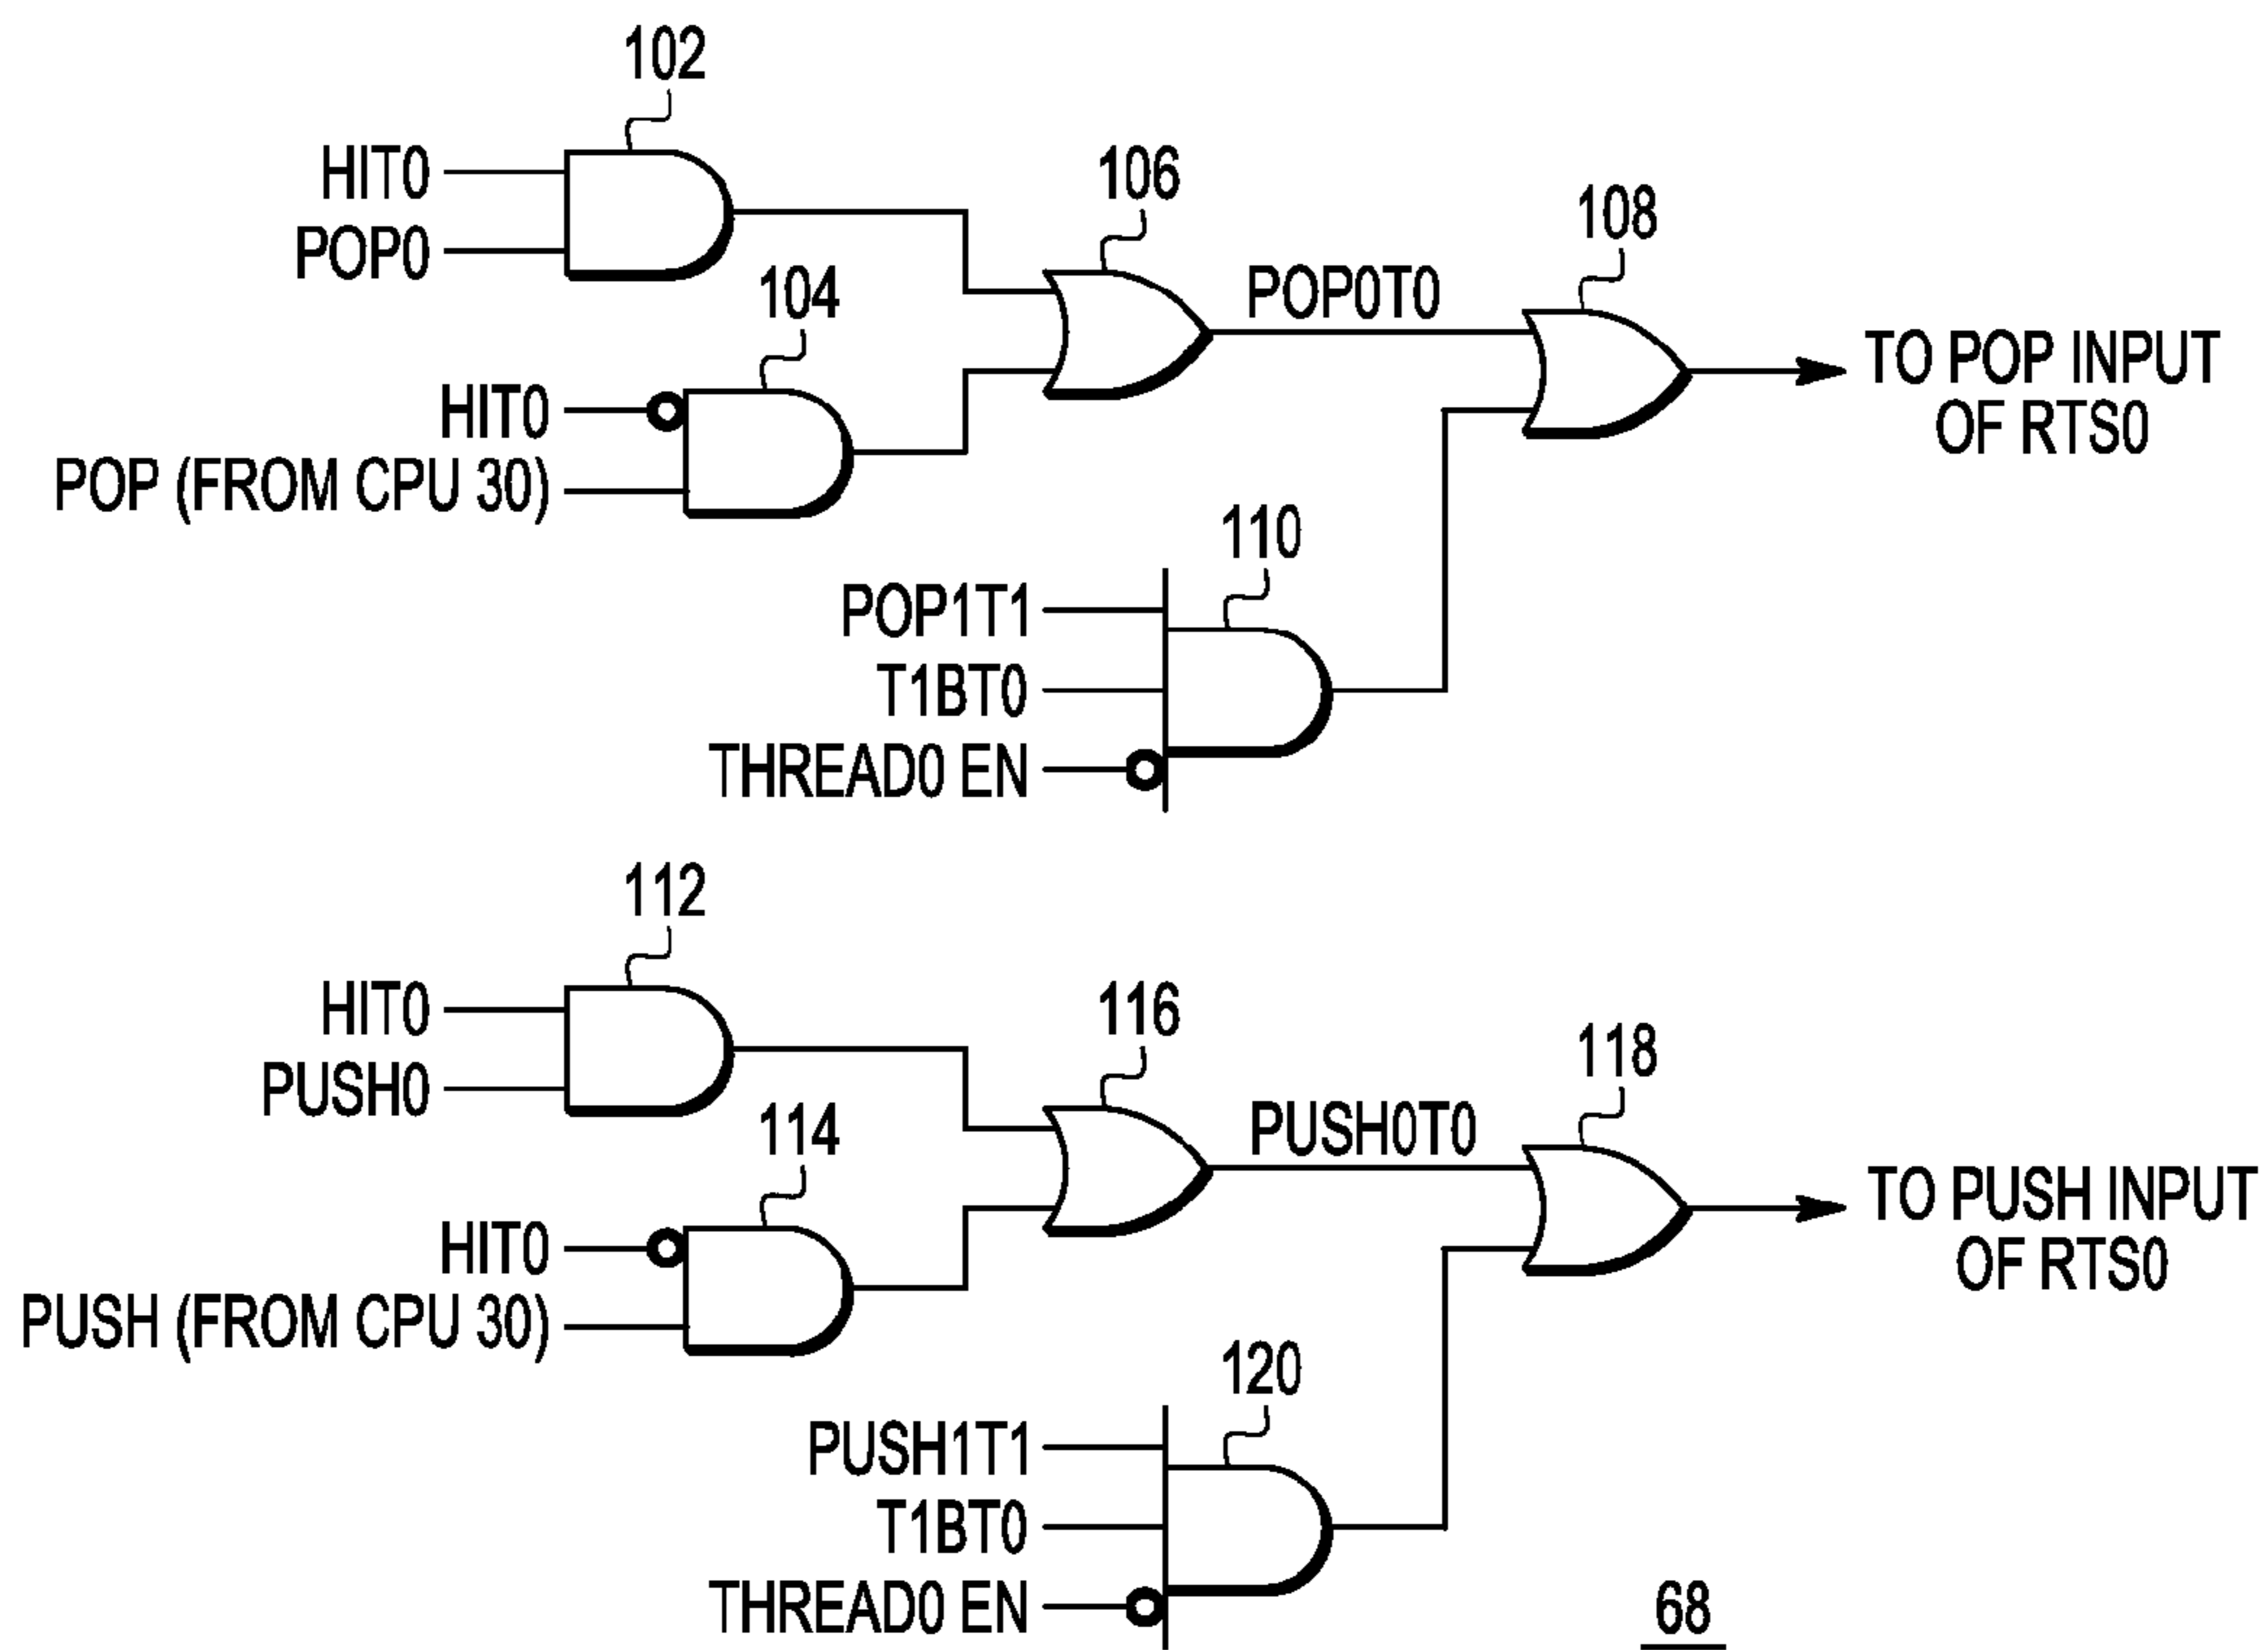 102
HIT0
POP0
106
108
104
POP0T0
HIT0
POP (FROM CPU 30)
TO POP INPUT
OF RTS0
110
POP1T1
T1BT0
THREAD0 EN
112
HIT0
PUSH0
116
118
114
PUSH0T0
HIT0
PUSH (FROM CPU 30)
TO PUSH INPUT
OF RTS0
120
PUSH1T1
T1BT0
THREAD0 EN
68